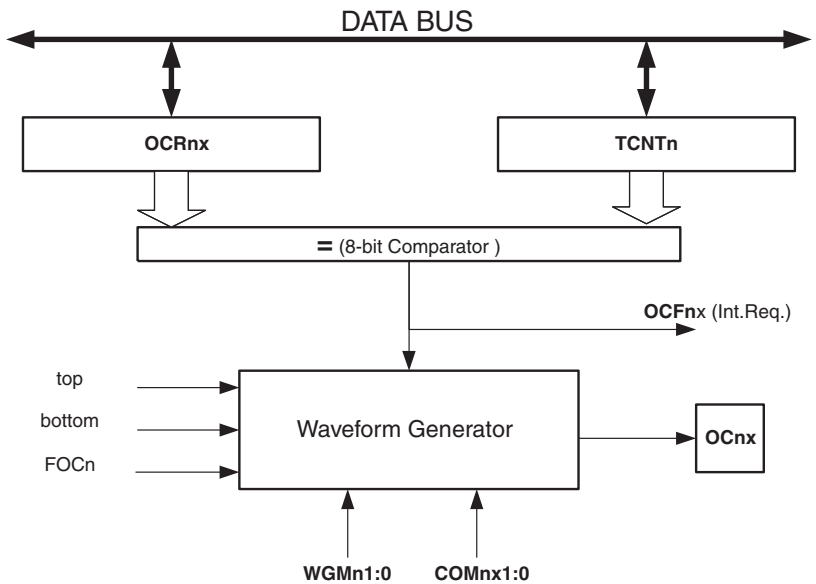 DATA BUS
OCRnx
TCNTn
= (8-bit Comparator )
OCFnx (Int.Req.)
top
bottom
FOCn
Waveform Generator
OCnx
WGMn1:0
COMnx1:0